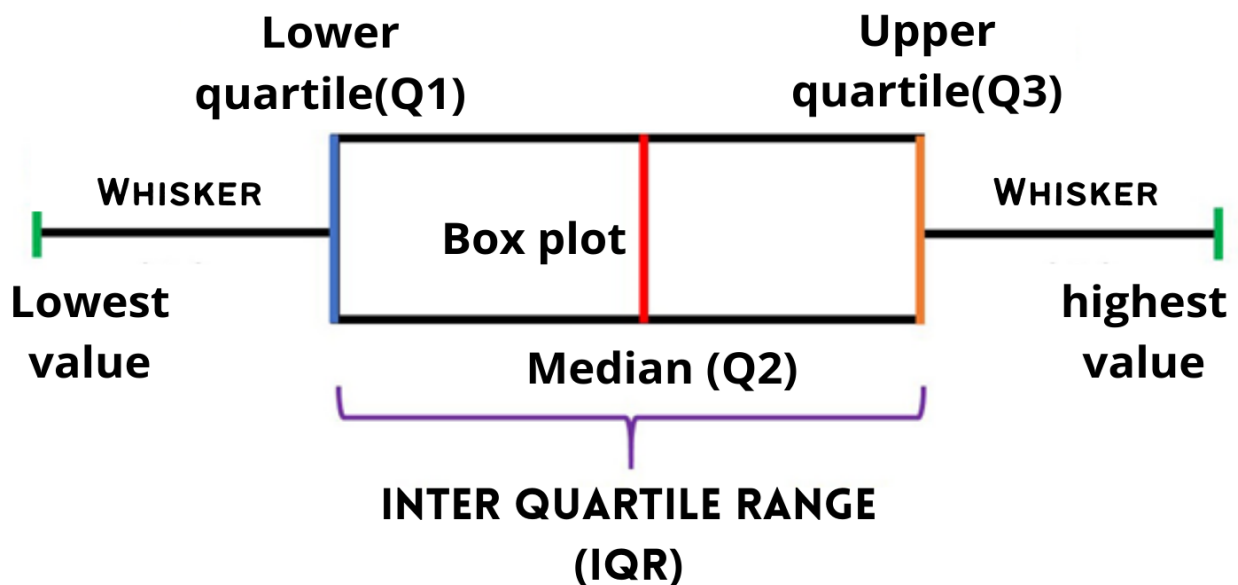 Lower
quartile(Q1)
Upper
quartile(Q3)
WHISKER
WHISKER
Box plot
Lowest
value
highest
value
Median (Q2)
INTER QUARTILE RANGE
(IQR)